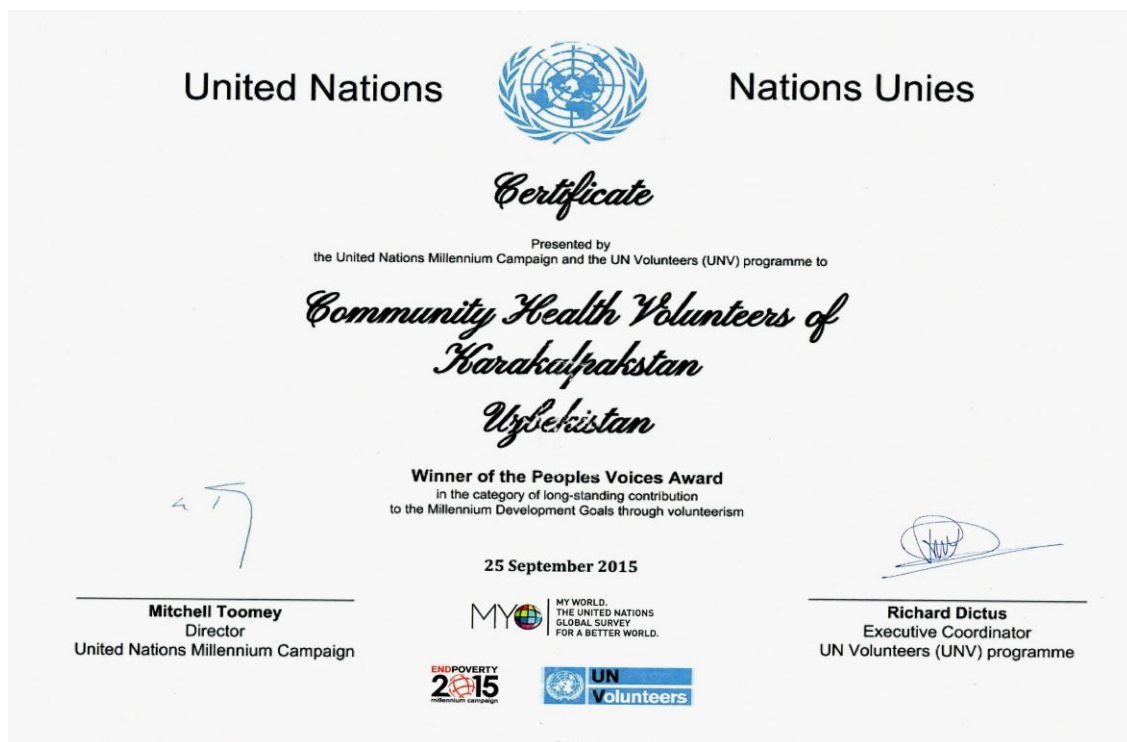 United Nations
Nations Unies
Certificate
Presented by
the United Nations Millennium Campaign and the UN Volunteers (UNV) programme to
Community Health Volunteers of
Karakalpakstan
Uzbekistan
Winner of the Peoples Voices Award
in the category of long-standing contribution
to the Millennium Development Goals through volunteerism
25 September 2015
Mitchell Toomey
Director
United Nations Millennium Campaign
MY
MY WORLD.
THE UNITED NATIONS
GLOBAL SURVEY
FOR A BETTER WORLD.
Richard Dictus
Executive Coordinator
UN Volunteers (UNV) programme
ENDPOVERTY
2015
millennium campaign
UN
Volunteers